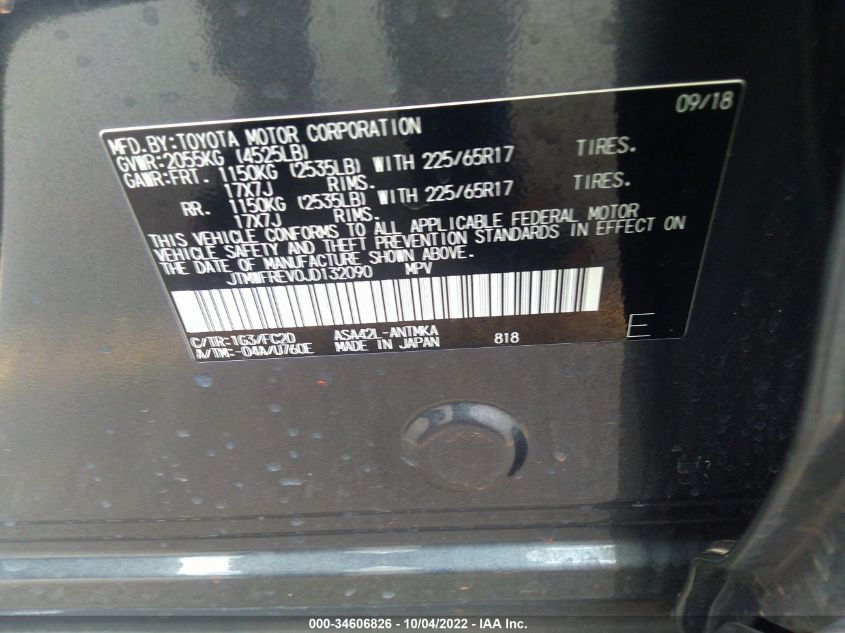 09/18
MFD.BY:TOYOTA MOTOR CORPORATION
GVWR:2055KG (4525LB)
GAWR:FRT. 1150KG (2535LB) WITH 225/65R17 TIRES.
17X7J RIMS.
RR. 1150KG (2535LB) WITH 225/65R17 TIRES.
17X7J RIMS.
THIS VEHICLE CONFORMS TO ALL APPLICABLE FEDERAL MOTOR
VEHICLE SAFETY AND THEFT PREVENTION STANDARDS IN EFFECT ON
THE DATE OF MANUFACTURE SHOWN ABOVE.
JTMWFREV0JD132090 MPV
C/TR:1G3/FC20 ASA42L-ANTMKA
A/TM:-04A/U760E MADE IN JAPAN 818 E
000-34606826 - 10/04/2022 - IAA Inc.